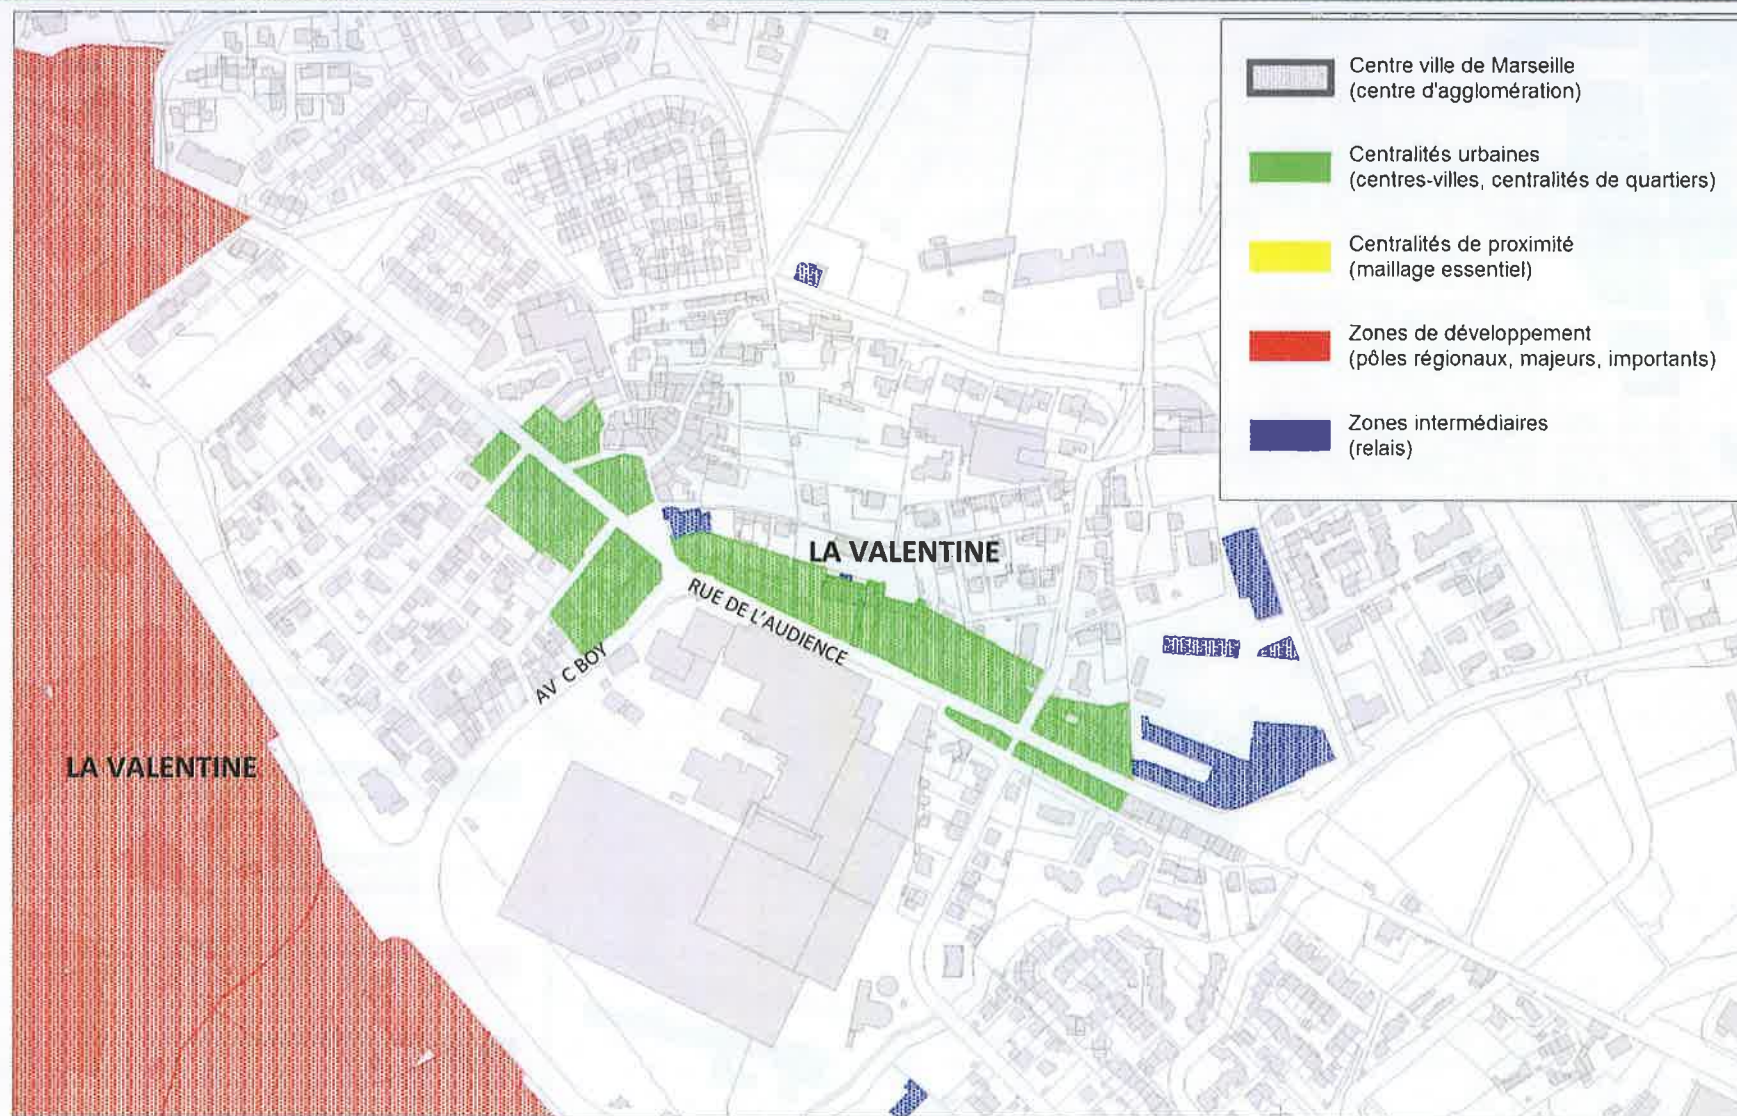 Centre ville de Marseille
(centre d'agglomération)
Centralités urbaines
(centres-villes, centralités de quartiers)
Centralités de proximité
(maillage essentiel)
Zones de développement
(pôles régionaux, majeurs, importants)
Zones intermédiaires
(relais)
LA VALENTINE
RUE DE L'AUDIENCE
AV C BOY
LA VALENTINE